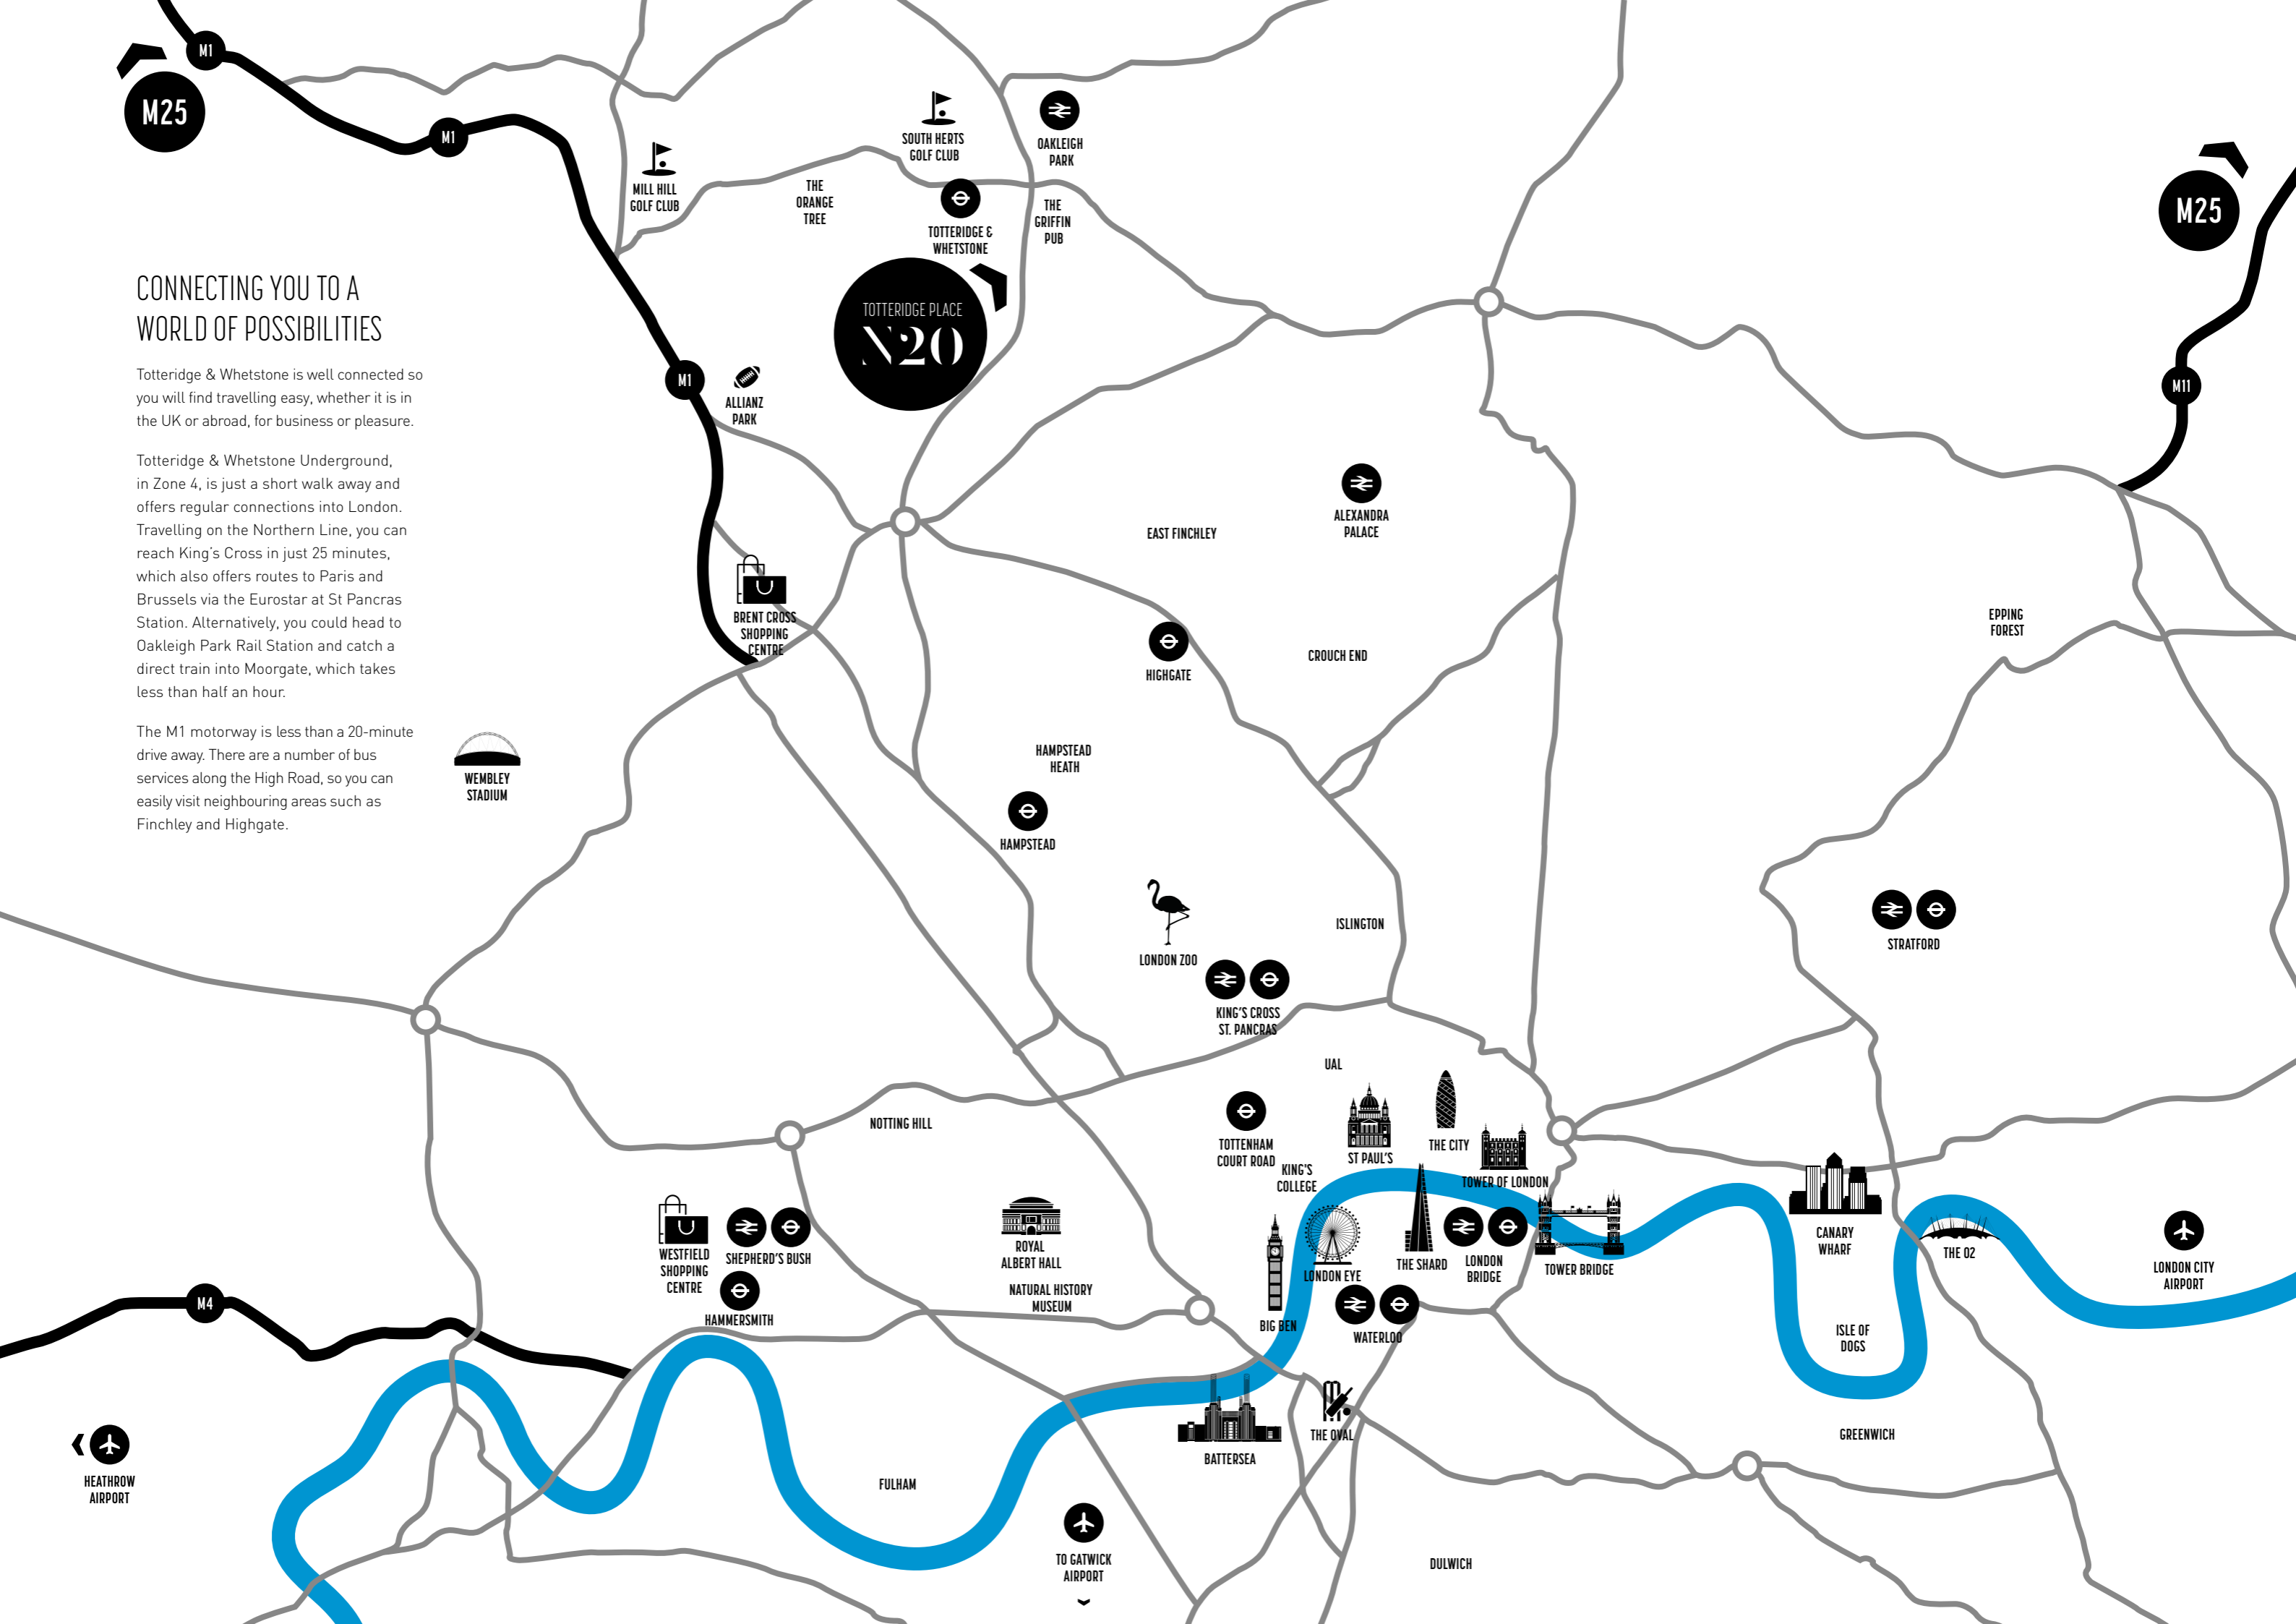 M1
M25
M1
SOUTH HERTS
GOLF CLUB
OAKLEIGH
PARK
MILL HILL
GOLF CLUB
THE
ORANGE
TREE
THE
GRIFFIN
PUB
TOTTERIDGE &
WHETSTONE
M25
CONNECTING YOU TO A
WORLD OF POSSIBILITIES
Totteridge & Whetstone is well connected so
you will find travelling easy, whether it is in
the UK or abroad, for business or pleasure.
Totteridge & Whetstone Underground,
in Zone 4, is just a short walk away and
offers regular connections into London.
Travelling on the Northern Line, you can
reach King's Cross in just 25 minutes,
which also offers routes to Paris and
Brussels via the Eurostar at St Pancras
Station. Alternatively, you could head to
Oakleigh Park Rail Station and catch a
direct train into Moorgate, which takes
less than half an hour.
The M1 motorway is less than a 20-minute
drive away. There are a number of bus
services along the High Road, so you can
easily visit neighbouring areas such as
Finchley and Highgate.
TOTTERIDGE PLACE
N20
M1
ALLIANZ
PARK
M11
ALEXANDRA
PALACE
EAST FINCHLEY
BRENT CROSS
SHOPPING
CENTRE
EPPING
FOREST
HIGHGATE
CROUCH END
HAMPSTEAD
HEATH
WEMBLEY
STADIUM
HAMPSTEAD
ISLINGTON
STRATFORD
LONDON ZOO
KING'S CROSS
ST. PANCRAS
UAL
NOTTING HILL
TOTTENHAM
COURT ROAD
ST PAUL'S
THE CITY
KING'S
COLLEGE
TOWER OF LONDON
WESTFIELD
SHOPPING
CENTRE
SHEPHERD'S BUSH
ROYAL
ALBERT HALL
NATURAL HISTORY
MUSEUM
HAMMERSMITH
M4
LONDON EYE
THE SHARD
LONDON
BRIDGE
TOWER BRIDGE
CANARY
WHARF
THE O2
LONDON CITY
AIRPORT
BIG BEN
WATERLOO
ISLE OF
DOGS
THE OVAL
BATTERSEA
GREENWICH
HEATHROW
AIRPORT
FULHAM
TO GATWICK
AIRPORT
DULWICH